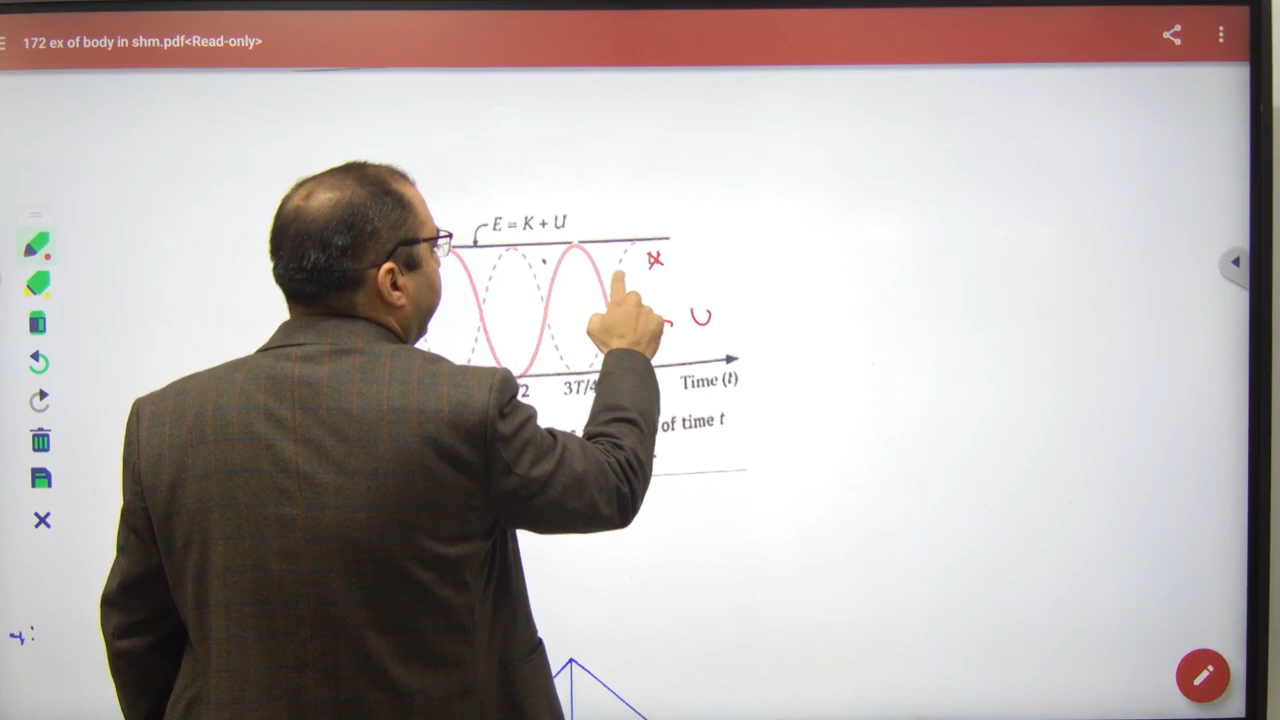 172 ex of body in shm.pdf<Read-only>
E = K + U
U
2 3T/4 Time (t)
of time t